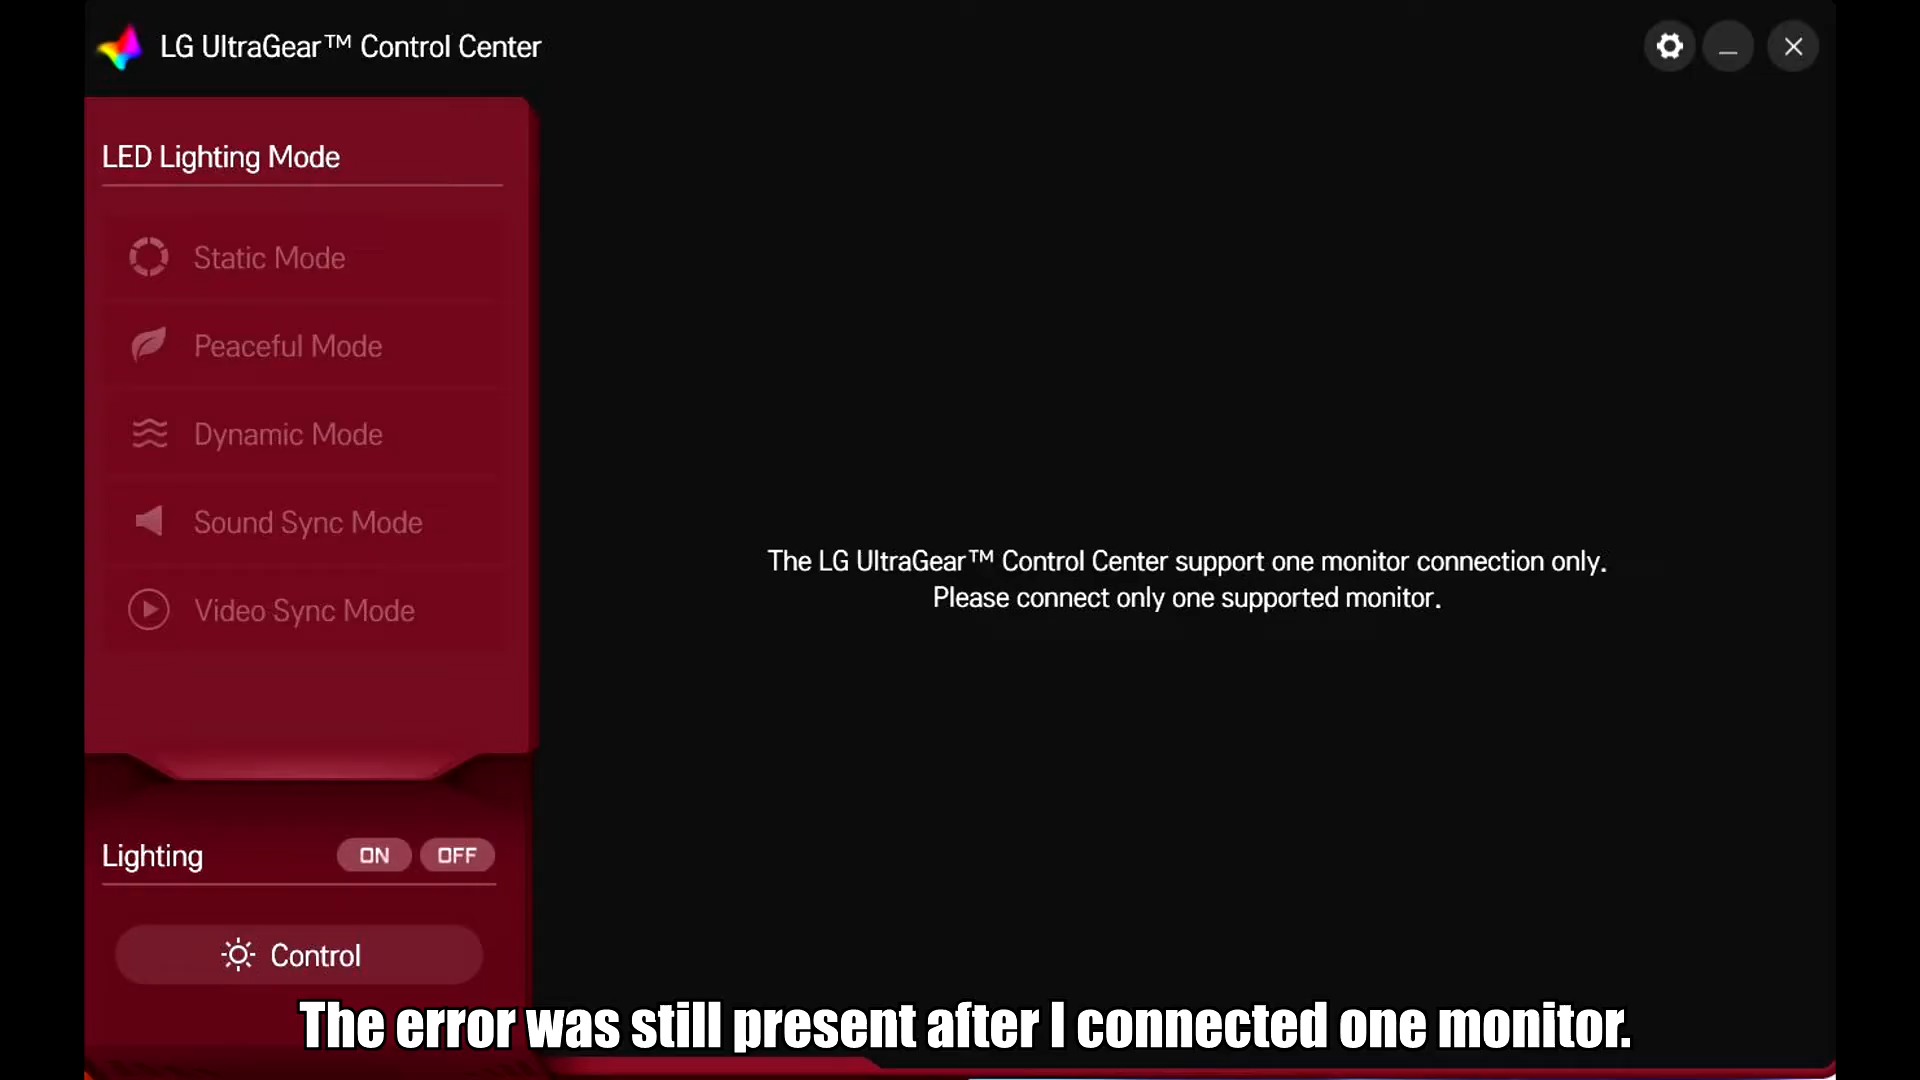 LG UltraGear™ Control Center
LED Lighting Mode
Static Mode
Peaceful Mode
Dynamic Mode
Sound Sync Mode
Video Sync Mode
The LG UltraGear™ Control Center support one monitor connection only.
Please connect only one supported monitor.
Lighting ON OFF
Control
The error was still present after I connected one monitor.